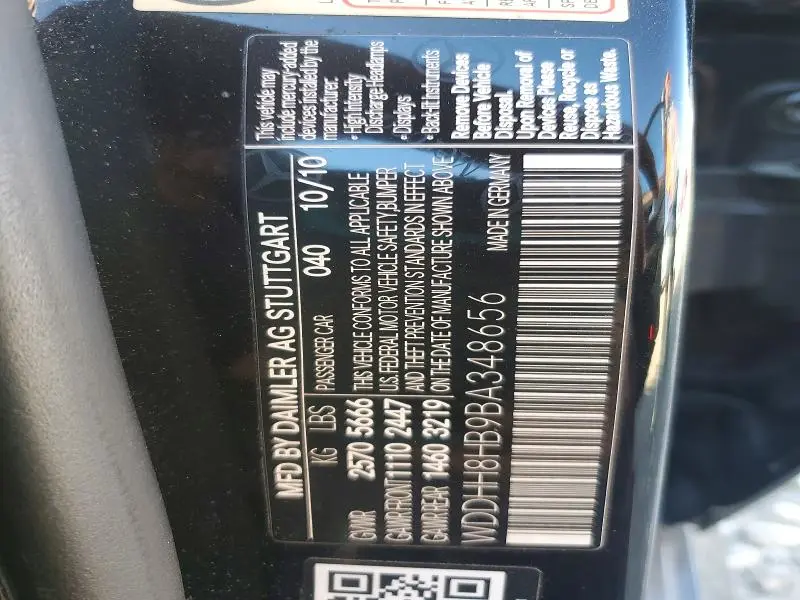 MFD BY DAIMLER AG STUTTGART
KG LBS PASSENGER CAR 040 10/10
GVWR 2570 5666 THIS VEHICLE CONFORMS TO ALL APPLICABLE
GAWR-FRONT 1110 2447 U.S. FEDERAL MOTOR VEHICLE SAFETY, BUMPER
GAWR-REAR 1460 3219 AND THEFT PREVENTION STANDARDS IN EFFECT
ON THE DATE OF MANUFACTURE SHOWN ABOVE
WDDHH8HB9BA348656 MADE IN GERMANY
This vehicle may
include mercury-added
devices installed by the
manufacturer:
• High Intensity
Discharge Headlamps
• Displays
• Back-lit Instruments
Remove Devices
Before Vehicle
Disposal.
Upon Removal of
Devices Please
Reuse, Recycle or
Dispose as
Hazardous Waste.